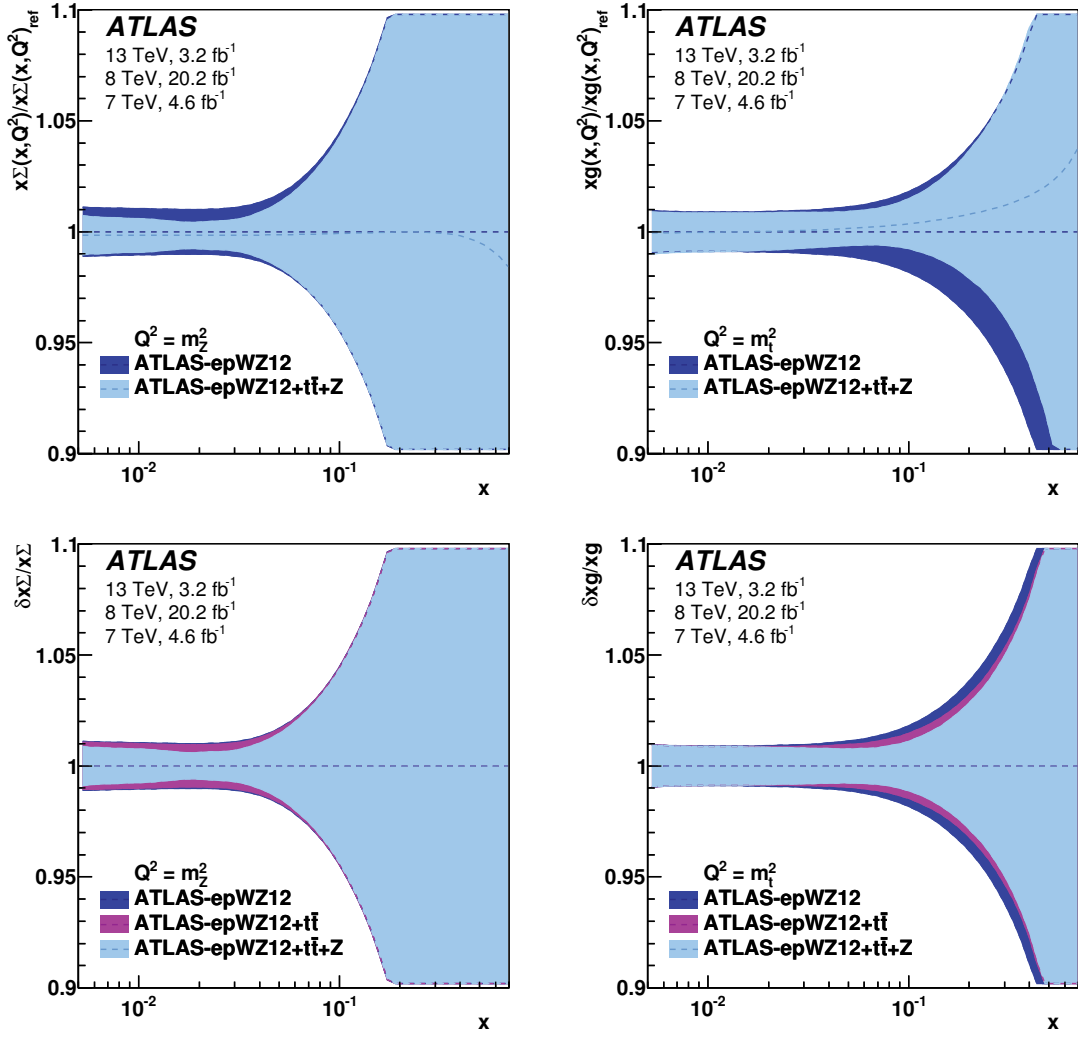 xΣ(x,Q²)/xΣ(x,Q²)ref
1.1
1.05
1
0.95
0.9
ATLAS
13 TeV, 3.2 fb⁻¹
8 TeV, 20.2 fb⁻¹
7 TeV, 4.6 fb⁻¹
Q² = m²Z
ATLAS-epWZ12
ATLAS-epWZ12+tt̄+Z
10⁻²
10⁻¹
x
xg(x,Q²)/xg(x,Q²)ref
1.1
1.05
1
0.95
0.9
ATLAS
13 TeV, 3.2 fb⁻¹
8 TeV, 20.2 fb⁻¹
7 TeV, 4.6 fb⁻¹
Q² = m²t
ATLAS-epWZ12
ATLAS-epWZ12+tt̄+Z
10⁻²
10⁻¹
x
δxΣ/xΣ
1.1
1.05
1
0.95
0.9
ATLAS
13 TeV, 3.2 fb⁻¹
8 TeV, 20.2 fb⁻¹
7 TeV, 4.6 fb⁻¹
Q² = m²Z
ATLAS-epWZ12
ATLAS-epWZ12+tt̄
ATLAS-epWZ12+tt̄+Z
10⁻²
10⁻¹
x
δxg/xg
1.1
1.05
1
0.95
0.9
ATLAS
13 TeV, 3.2 fb⁻¹
8 TeV, 20.2 fb⁻¹
7 TeV, 4.6 fb⁻¹
Q² = m²t
ATLAS-epWZ12
ATLAS-epWZ12+tt̄
ATLAS-epWZ12+tt̄+Z
10⁻²
10⁻¹
x